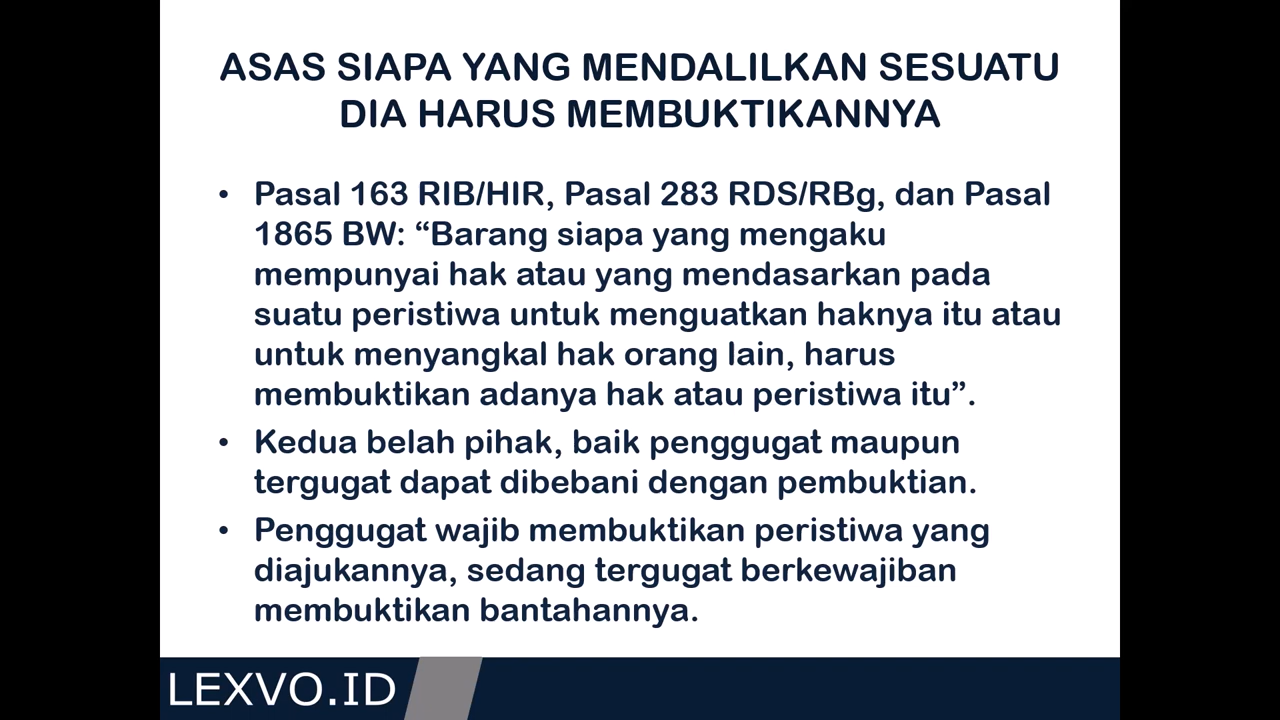 ASAS SIAPA YANG MENDALILKAN SESUATU
DIA HARUS MEMBUKTIKANNYA
• Pasal 163 RIB/HIR, Pasal 283 RDS/RBg, dan Pasal
1865 BW: “Barang siapa yang mengaku
mempunyai hak atau yang mendasarkan pada
suatu peristiwa untuk menguatkan haknya itu atau
untuk menyangkal hak orang lain, harus
membuktikan adanya hak atau peristiwa itu”.
• Kedua belah pihak, baik penggugat maupun
tergugat dapat dibebani dengan pembuktian.
• Penggugat wajib membuktikan peristiwa yang
diajukannya, sedang tergugat berkewajiban
membuktikan bantahannya.
LEXVO.ID